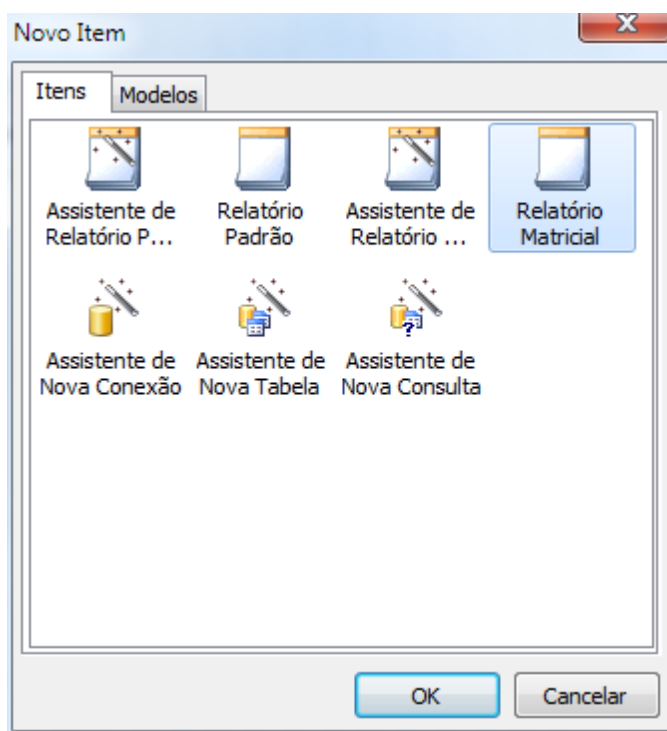 Novo Item
Itens Modelos
Assistente de Relatório Assistente de Relatório
Relatório P... Padrão Relatório ... Matricial
Assistente de Assistente de Assistente de
Nova Conexão Nova Tabela Nova Consulta
OK Cancelar